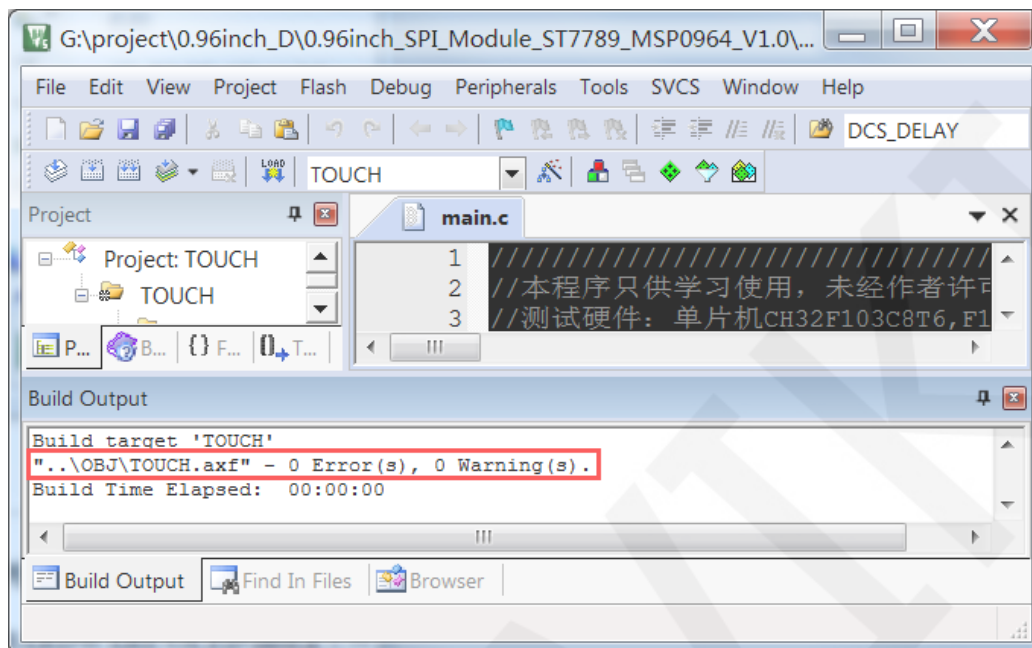 G:\project\0.96inch_D\0.96inch_SPI_Module_ST7789_MSP0964_V1.0\...
File Edit View Project Flash Debug Peripherals Tools SVCS Window Help
DCS_DELAY
LOAD
TOUCH
Project
main.c
Project: TOUCH
TOUCH
1 ////////////////////////////////
2 //本程序只供学习使用，未经作者许可
3 //测试硬件：单片机CH32F103C8T6,F1
P... B... {} F... 0 T...
Build Output
Build target 'TOUCH'
"..\OBJ\TOUCH.axf" - 0 Error(s), 0 Warning(s).
Build Time Elapsed: 00:00:00
Build Output Find In Files Browser